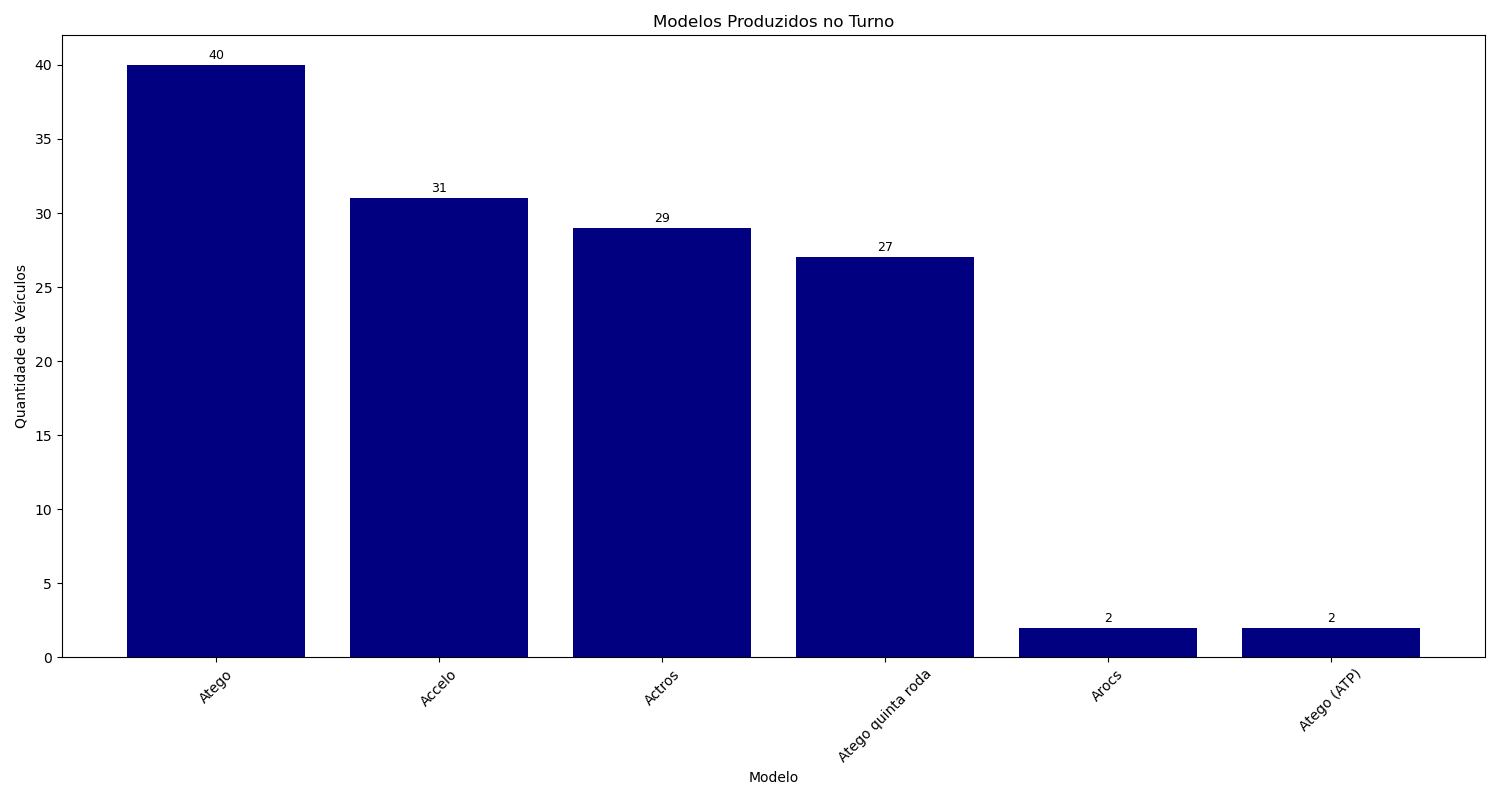 Modelos Produzidos no Turno
Quantidade de Veículos
40
35
30
25
20
15
10
5
0
40
31
29
27
2
2
Atego
Accelo
Actros
Atego quinta roda
Arocs
Atego (ATP)
Modelo